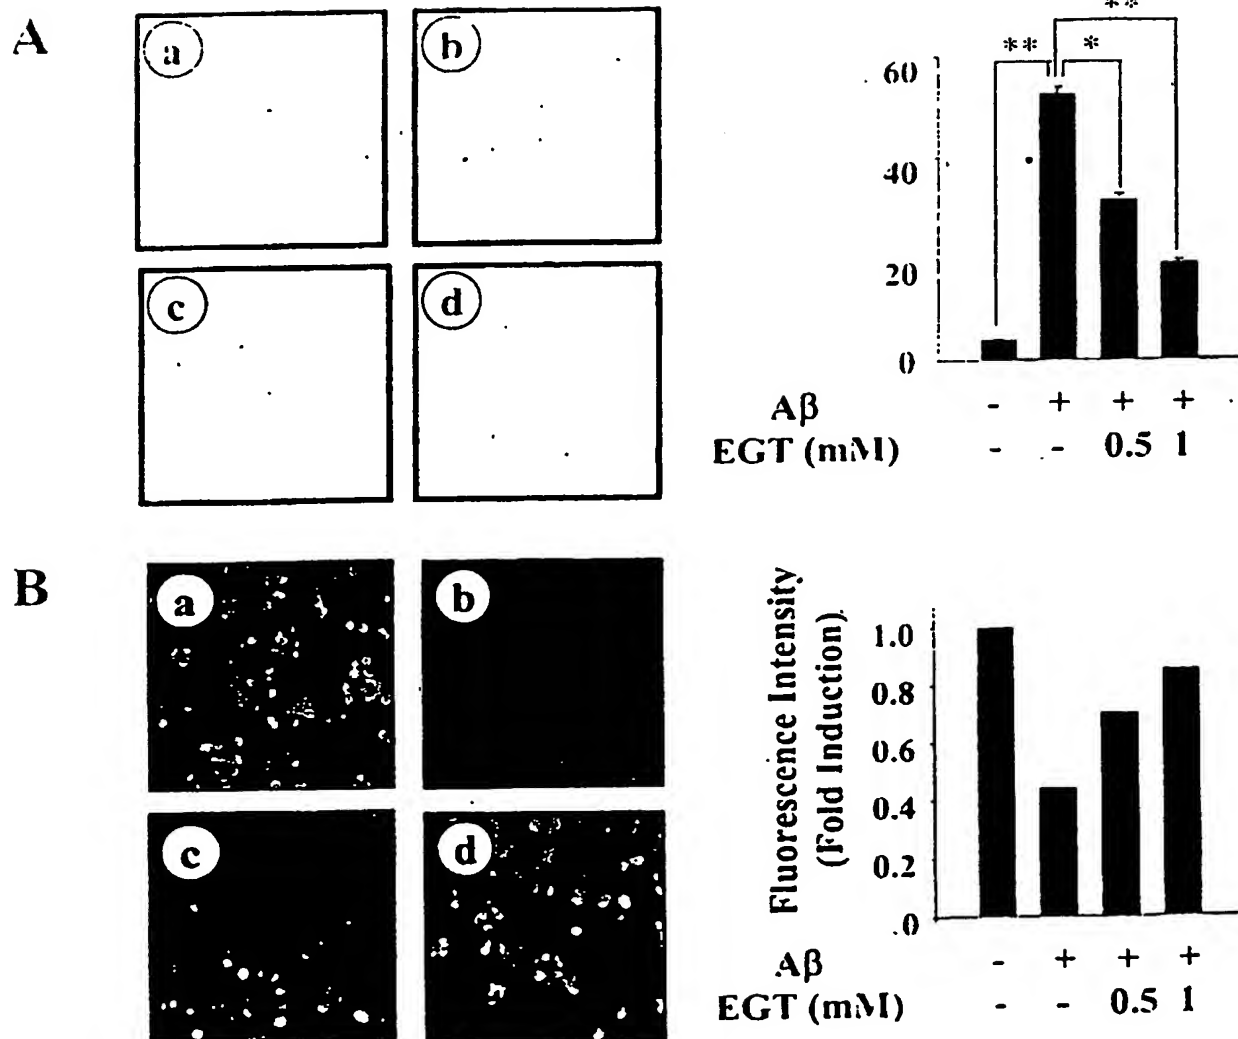 A
a
b
c
d
** * **
60
40
20
0
Aβ - + + +
EGT (mM) - - 0.5 1
B
a
b
c
d
Fluorescence Intensity
(Fold Induction)
1.0
0.8
0.6
0.4
0.2
.0
Aβ - + + +
EGT (mM) - - 0.5 1